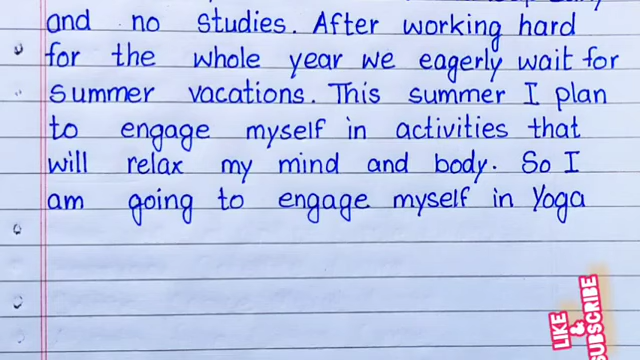 and no studies. After working hard
for the whole year we eagerly wait for
summer vacations. This summer I plan
to engage myself in activities that
will relax my mind and body. So I
am going to engage myself in Yoga
LIKE
&
SUBSCRIBE